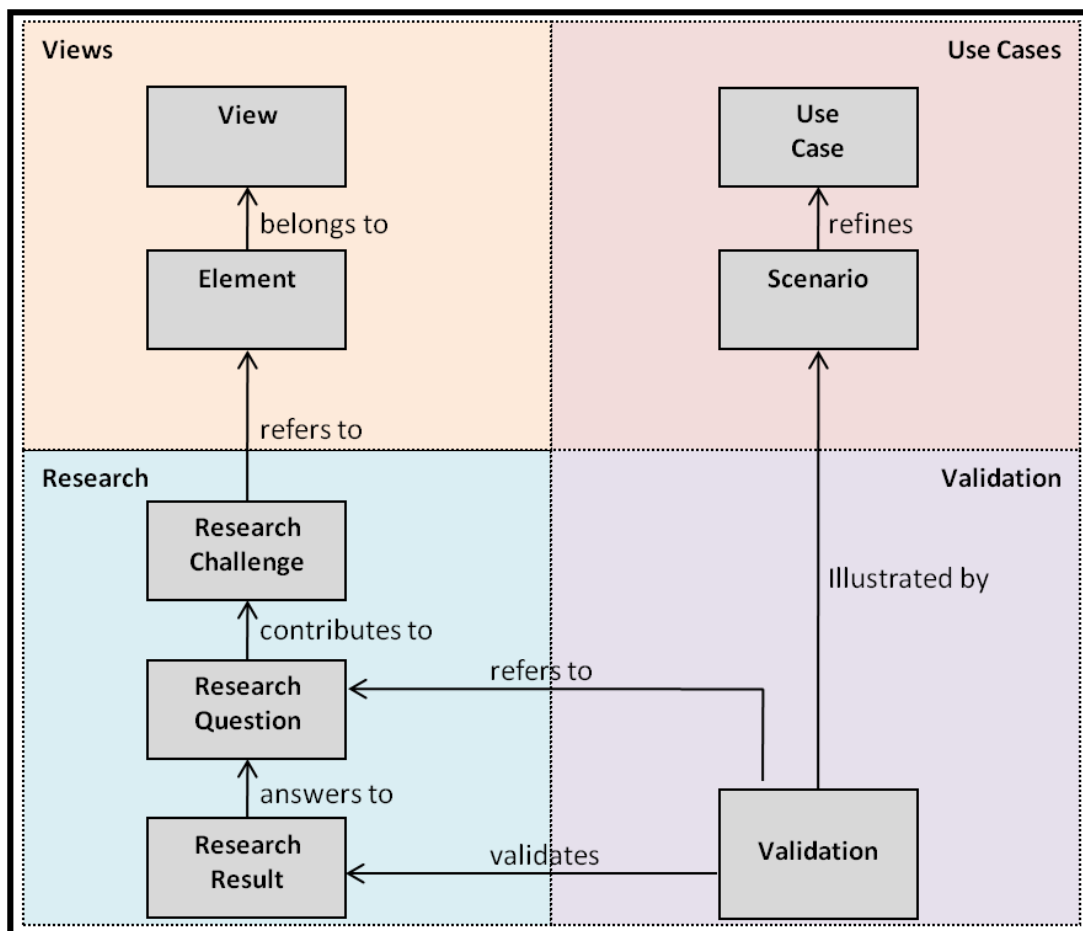 Views
Use Cases
View
Use
Case
belongs to
refines
Element
Scenario
refers to
Research
Validation
Research
Challenge
Illustrated by
contributes to
refers to
Research
Question
answers to
Research
Result
validates
Validation